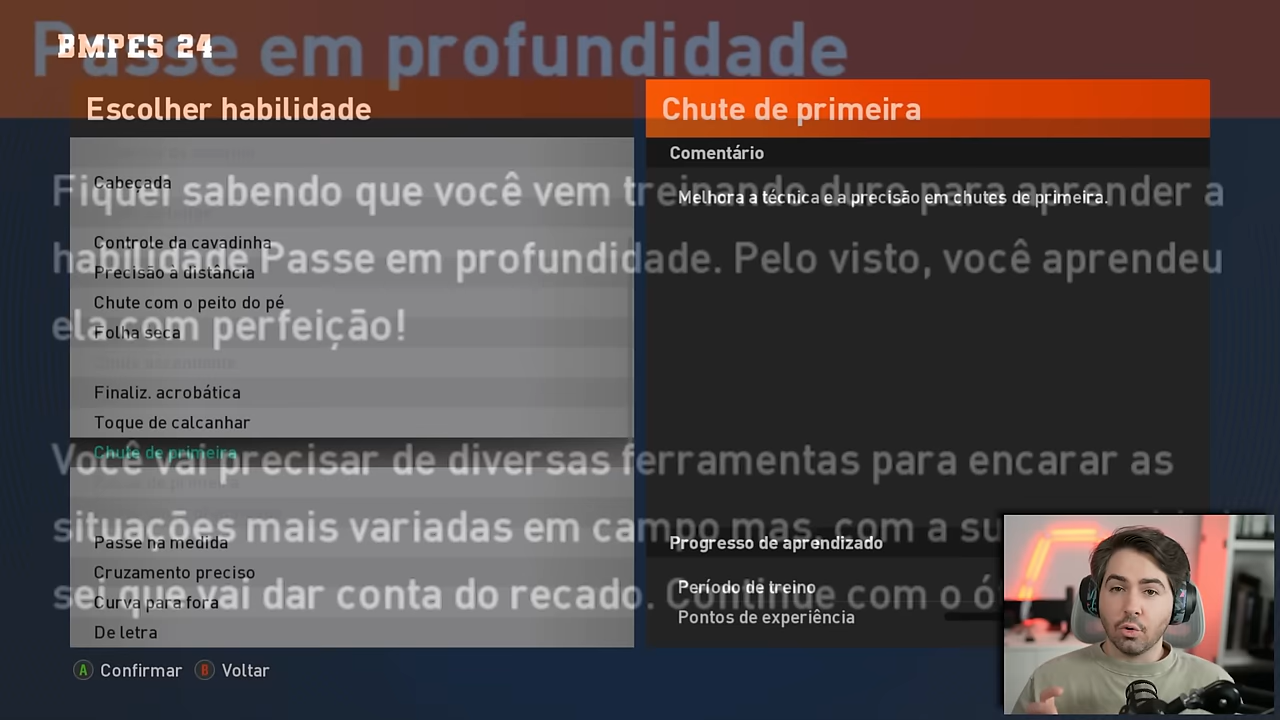 Passe em profundidade
BMPES 24
Escolher habilidade
Chute de primeira
Comentário
Melhora a técnica e a precisão em chutes de primeira.
Fiquei sabendo que você vem treinando duro para aprender a
habilidade Passe em profundidade. Pelo visto, você aprendeu
ela com perfeição!
Cabeçada
Controle da cavadinha
Precisão à distância
Chute com o peito do pé
Folha seca
Finaliz. acrobática
Toque de calcanhar
Chute de primeira
Você vai precisar de diversas ferramentas para encarar as
situações mais variadas em campo mas, com a su
sei que vai dar conta do recado. Continue com o ó
Passe na medida
Cruzamento preciso
Curva para fora
De letra
Progresso de aprendizado
Período de treino
Pontos de experiência
A Confirmar B Voltar